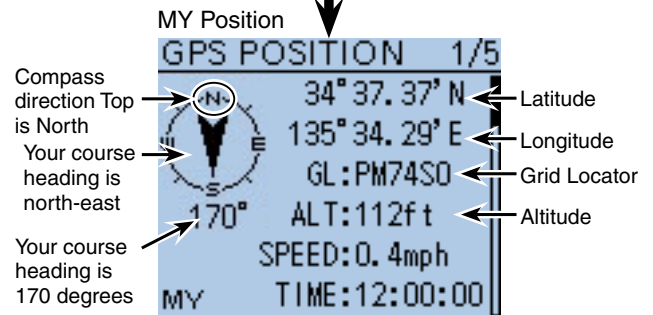 MY Position
GPS POSITION 1/5
Compass
direction Top
is North
Your course
heading is
north-east
Your course
heading is
170 degrees
N
E
S
W
170°
MY
34°37.37'N
135°34.29'E
GL:PM74SO
ALT:112ft
SPEED:0.4mph
TIME:12:00:00
Latitude
Longitude
Grid Locator
Altitude